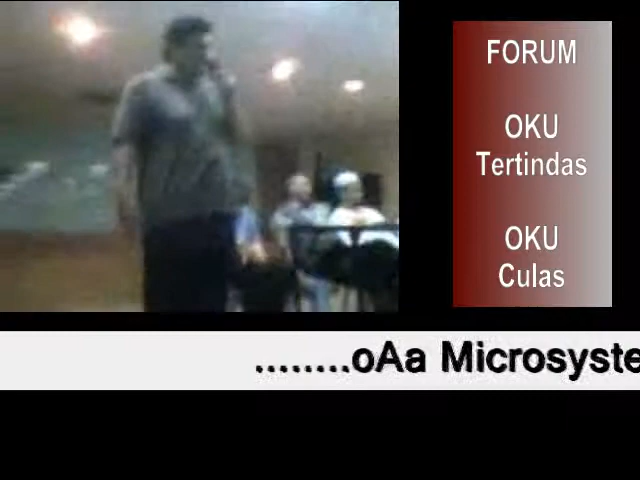 FORUM
OKU
Tertindas
OKU
Culas
........oAa Microsyste